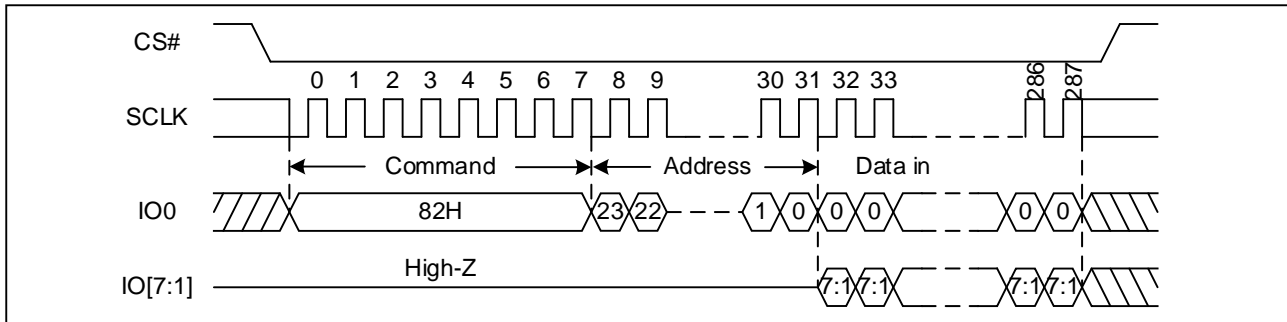 CS#
0 1 2 3 4 5 6 7 8 9 30 31 32 33 286 287
SCLK
Command Address Data in
IO0 82H 23 22 1 0 0 0 0 0
High-Z
IO[7:1] 7:1 7:1 7:1 7:1